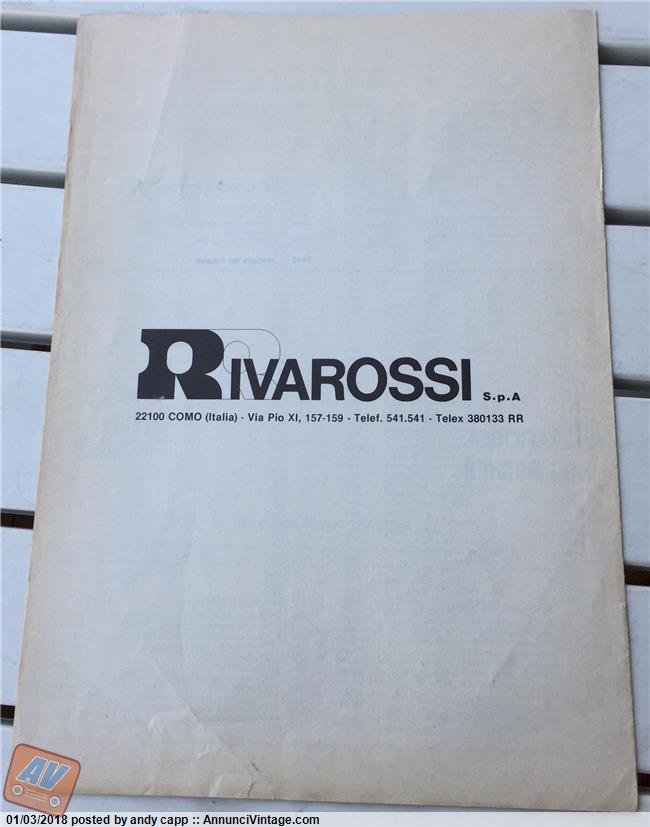 RIVAROSSI S.p.A
22100 COMO (Italia) - Via Pio XI, 157-159 - Telef. 541.541 - Telex 380133 RR
AV
01/03/2018 posted by andy capp :: AnnunciVintage.com